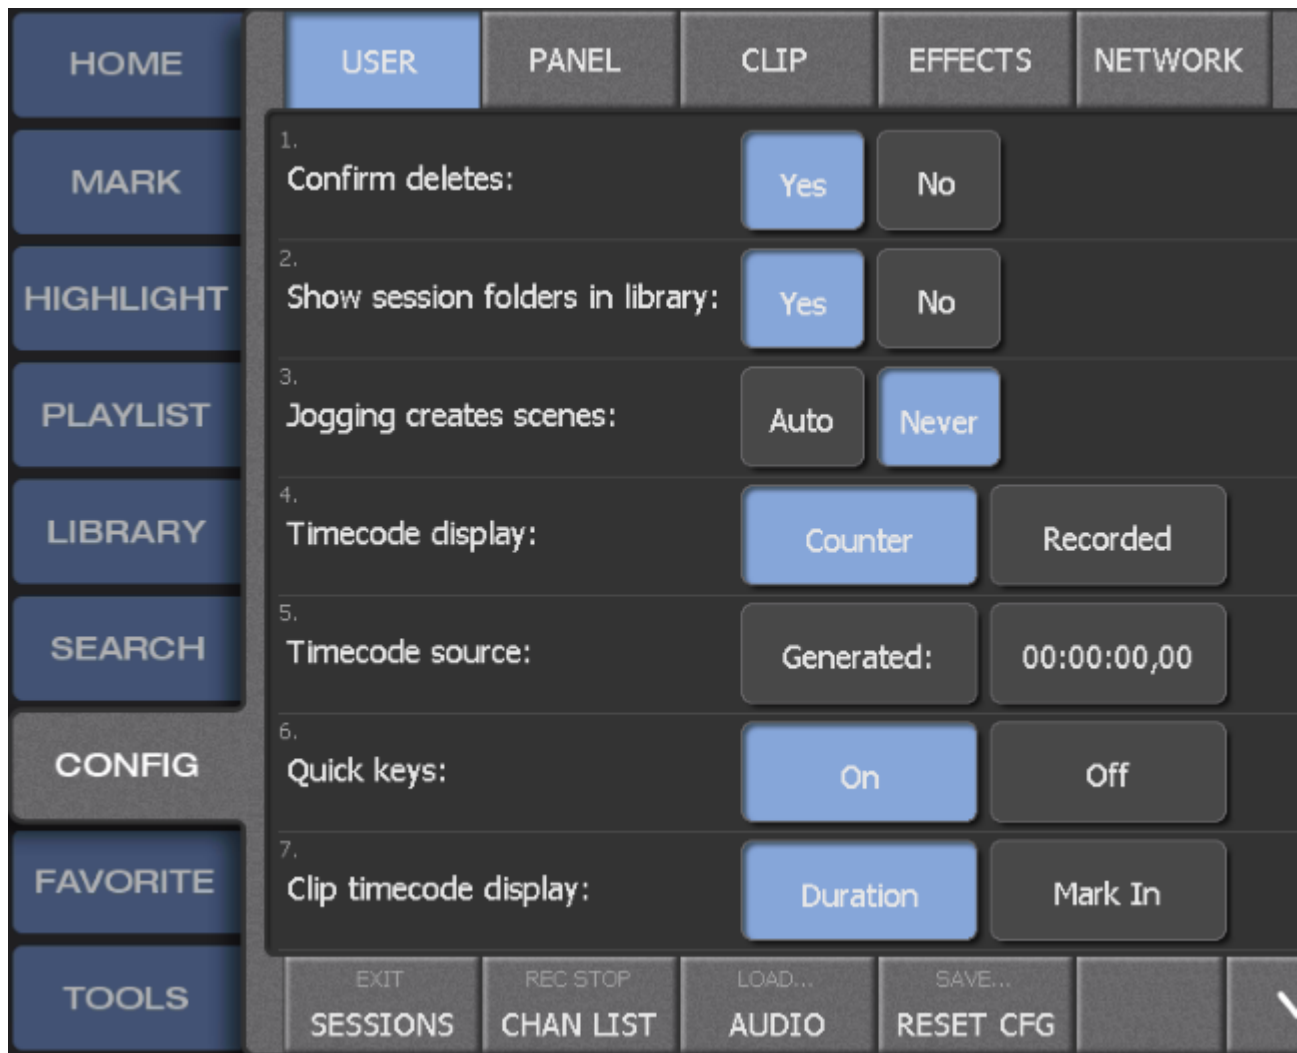 HOME
USER
PANEL
CLIP
EFFECTS
NETWORK
MARK
HIGHLIGHT
PLAYLIST
LIBRARY
SEARCH
CONFIG
FAVORITE
TOOLS
1.
Confirm deletes: Yes No
2.
Show session folders in library: Yes No
3.
Jogging creates scenes: Auto Never
4.
Timecode display: Counter Recorded
5.
Timecode source: Generated: 00:00:00,00
6.
Quick keys: On Off
7.
Clip timecode display: Duration Mark In
EXIT
SESSIONS
REC STOP
CHAN LIST
LOAD...
AUDIO
SAVE...
RESET CFG